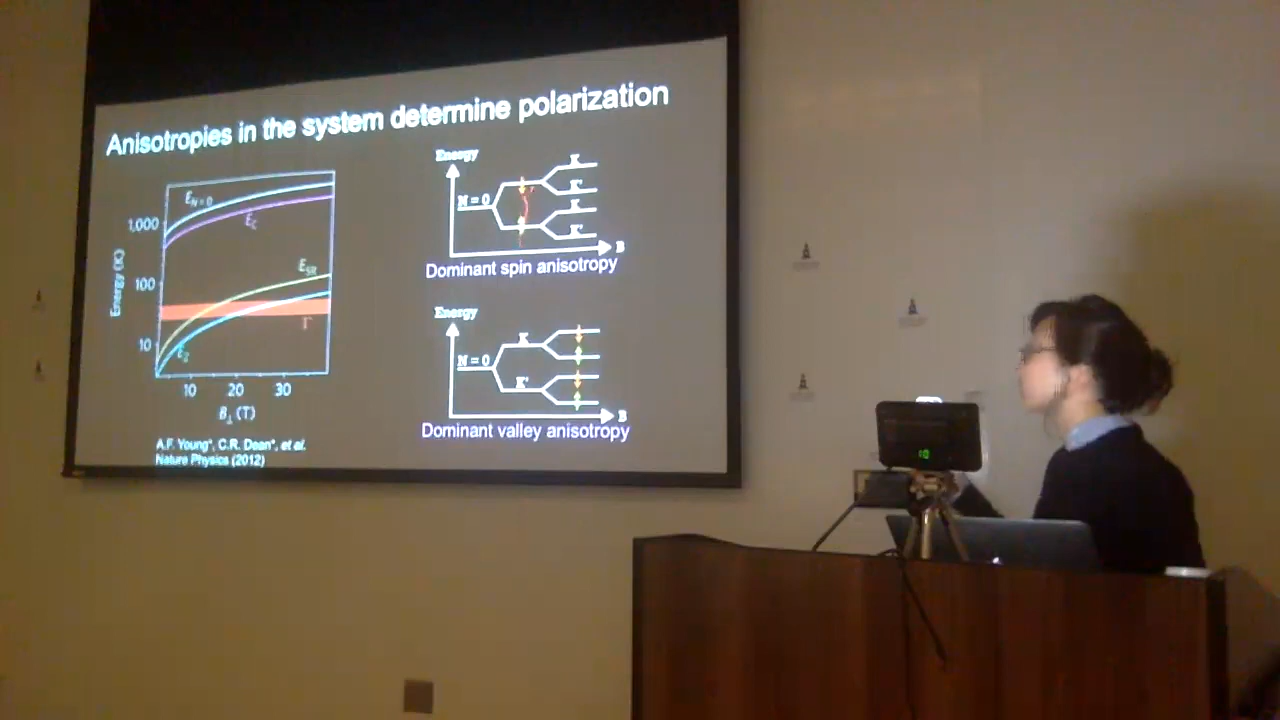 Anisotropies in the system determine polarization
1,000
100
10
Energy (K)
E_N=0
E_C
E_SR
Γ
E_Z
10 20 30
B⊥ (T)
A.F. Young*, C.R. Dean*, et al.
Nature Physics (2012)
Energy
N = 0
K
K'
K
K'
B
Dominant spin anisotropy
Energy
N = 0
K
K'
B
Dominant valley anisotropy
10